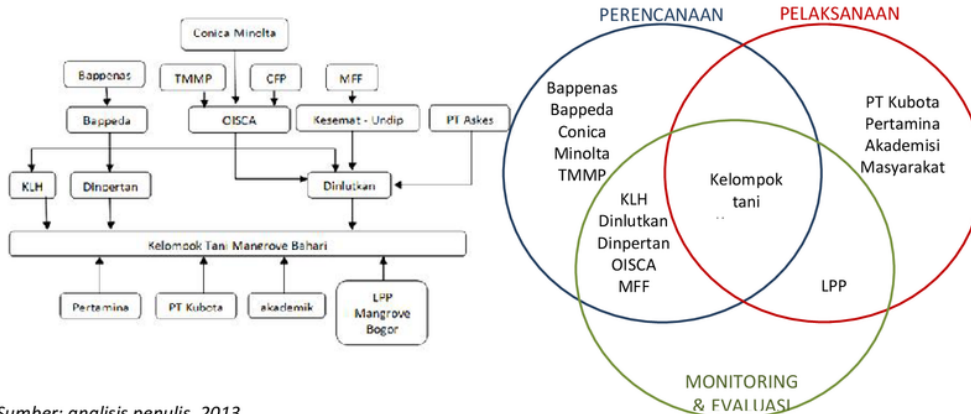 Conica Minolta
Bappenas
TMMP
CFP
MFF
Bappeda
OISCA
Kesemat - Undip
PT Askes
KLH
Dinpertan
Dinlutkan
Kelompok Tani Mangrove Bahari
Pertamina
PT Kubota
akademik
LPP
Mangrove
Bogor
Sumber: analisis penulis, 2013
PERENCANAAN
PELAKSANAAN
Bappenas
Bappeda
Conica
Minolta
TMMP
PT Kubota
Pertamina
Akademisi
Masyarakat
Kelompok
tani
KLH
Dinlutkan
Dinpertan
OISCA
MFF
LPP
MONITORING
& EVALUASI